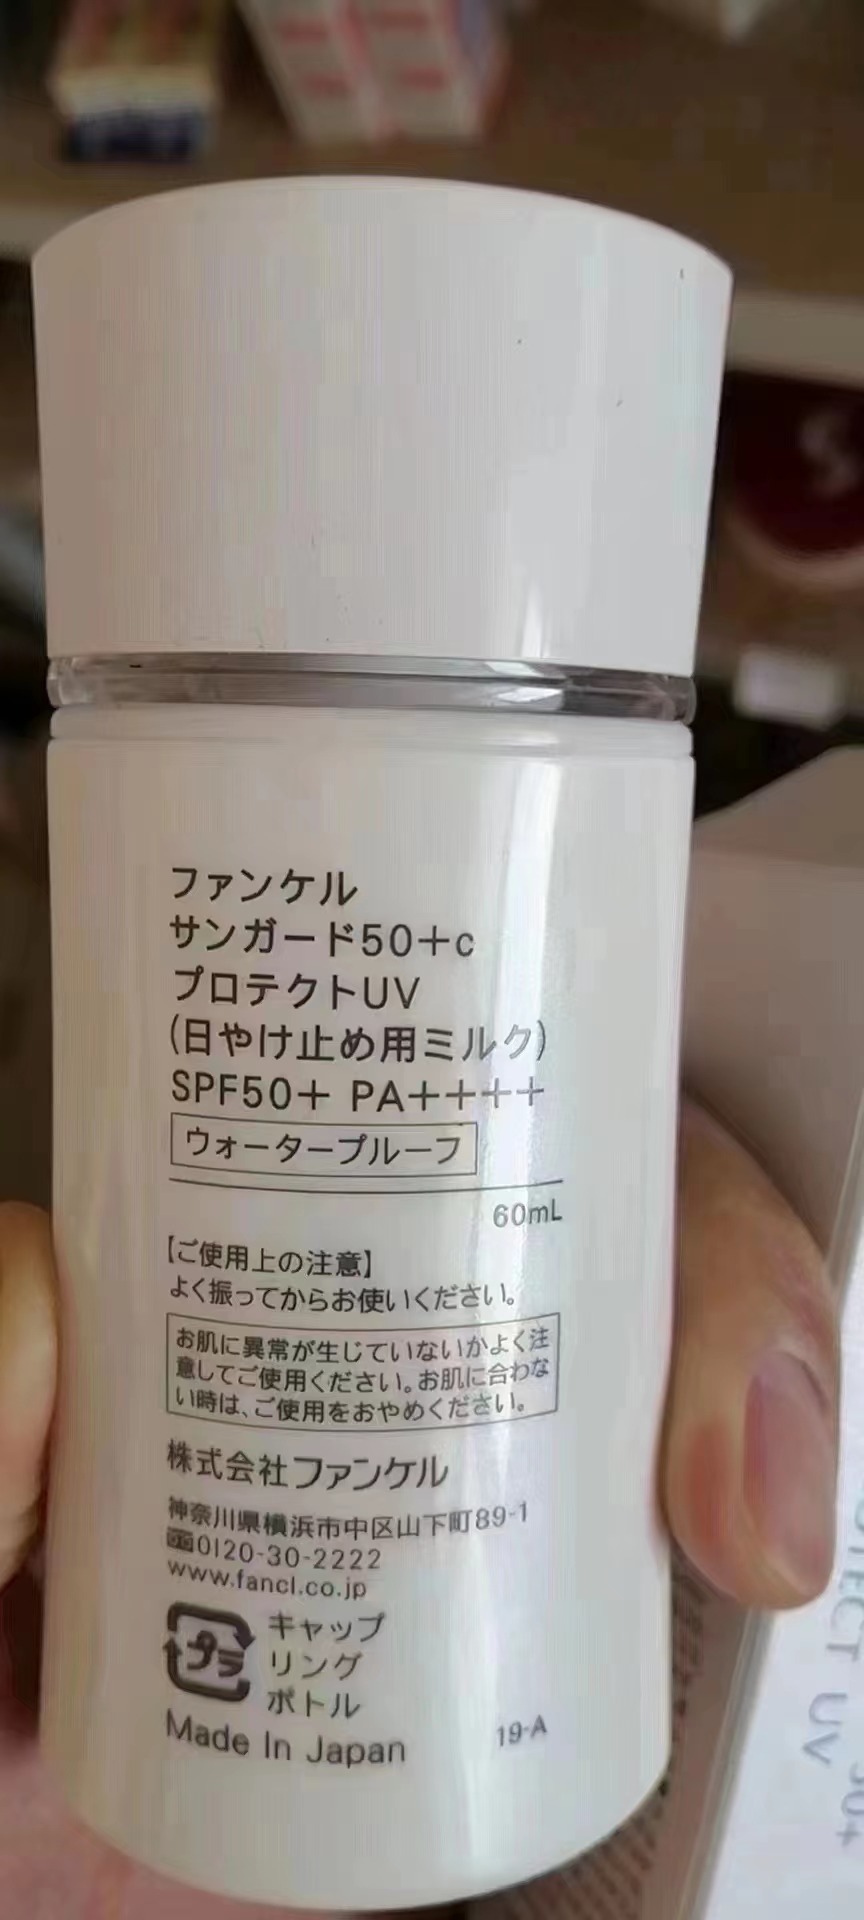 ファンケル
サンガード50+c
プロテクトUV
(日やけ止め用ミルク)
SPF50+ PA++++
ウォータープルーフ
60mL
【ご使用上の注意】
よく振ってからお使いください。
お肌に異常が生じていないかよく注
意してご使用ください。お肌に合わな
い時は、ご使用をおやめください。
株式会社ファンケル
神奈川県横浜市中区山下町89-1
0120-30-2222
www.fancl.co.jp
プラ
キャップ
リング
ボトル
Made In Japan
19-A
UV
50+